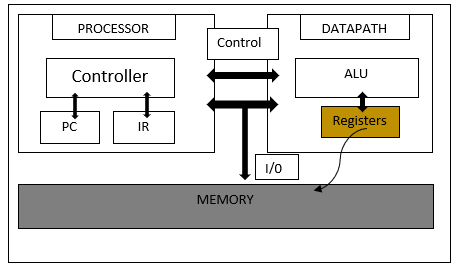 PROCESSOR
DATAPATH
Control
Controller
ALU
PC
IR
Registers
I/0
MEMORY